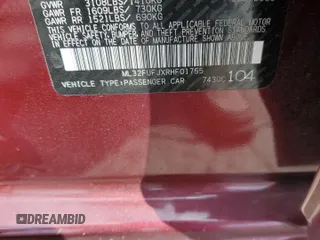 GVWR 3108LBS/ 1410KG
GAWR FR 1609LBS/ 730KG
GAWR RR 1521LBS/ 690KG
THIS VEHICLE CONFORMS TO ALL APPLICABLE
FEDERAL MOTOR VEHICLE
SAFETY, BUMPER, AND THEFT PREVENTION STANDARDS
IN EFFECT ON THE DATE OF MANUFACTURE
SHOWN ABOVE.
ML32FUFJXRHF01765
VEHICLE TYPE:PASSENGER CAR 104
DREAMBID